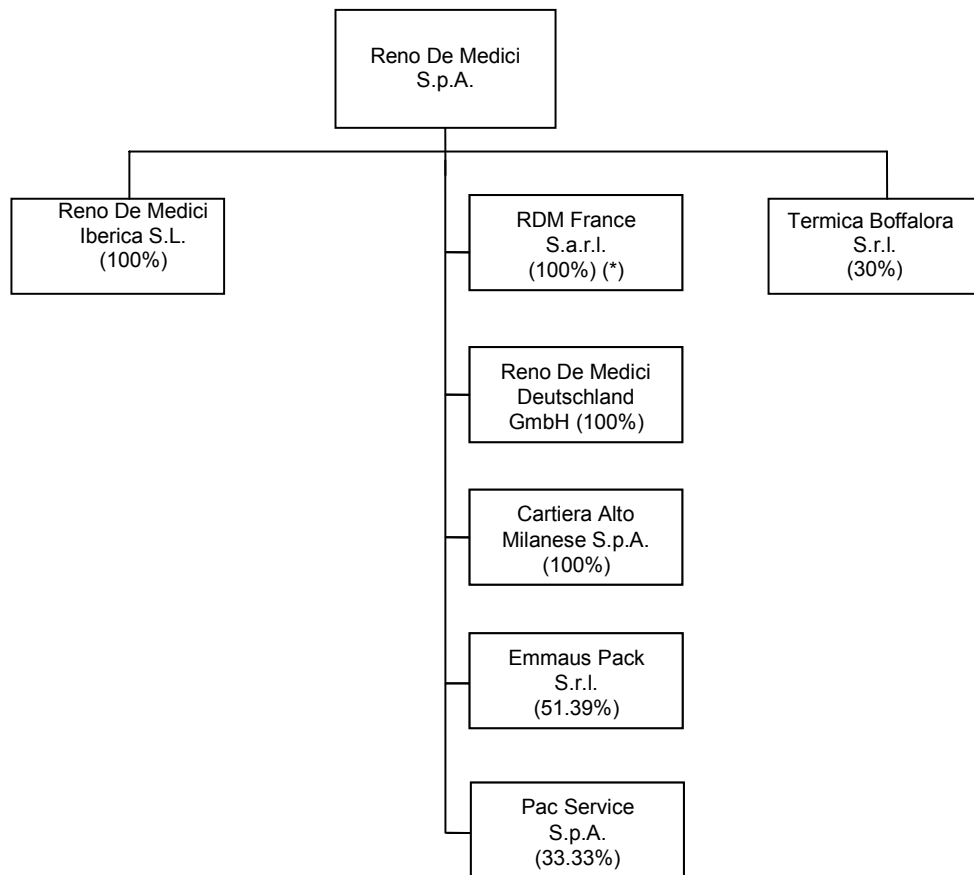 Reno De Medici
S.p.A.
Reno De Medici
Iberica S.L.
(100%)
RDM France
S.a.r.l.
(100%) (*)
Termica Boffalora
S.r.l.
(30%)
Reno De Medici
Deutschland
GmbH (100%)
Cartiera Alto
Milanese S.p.A.
(100%)
Emmaus Pack
S.r.l.
(51.39%)
Pac Service
S.p.A.
(33.33%)